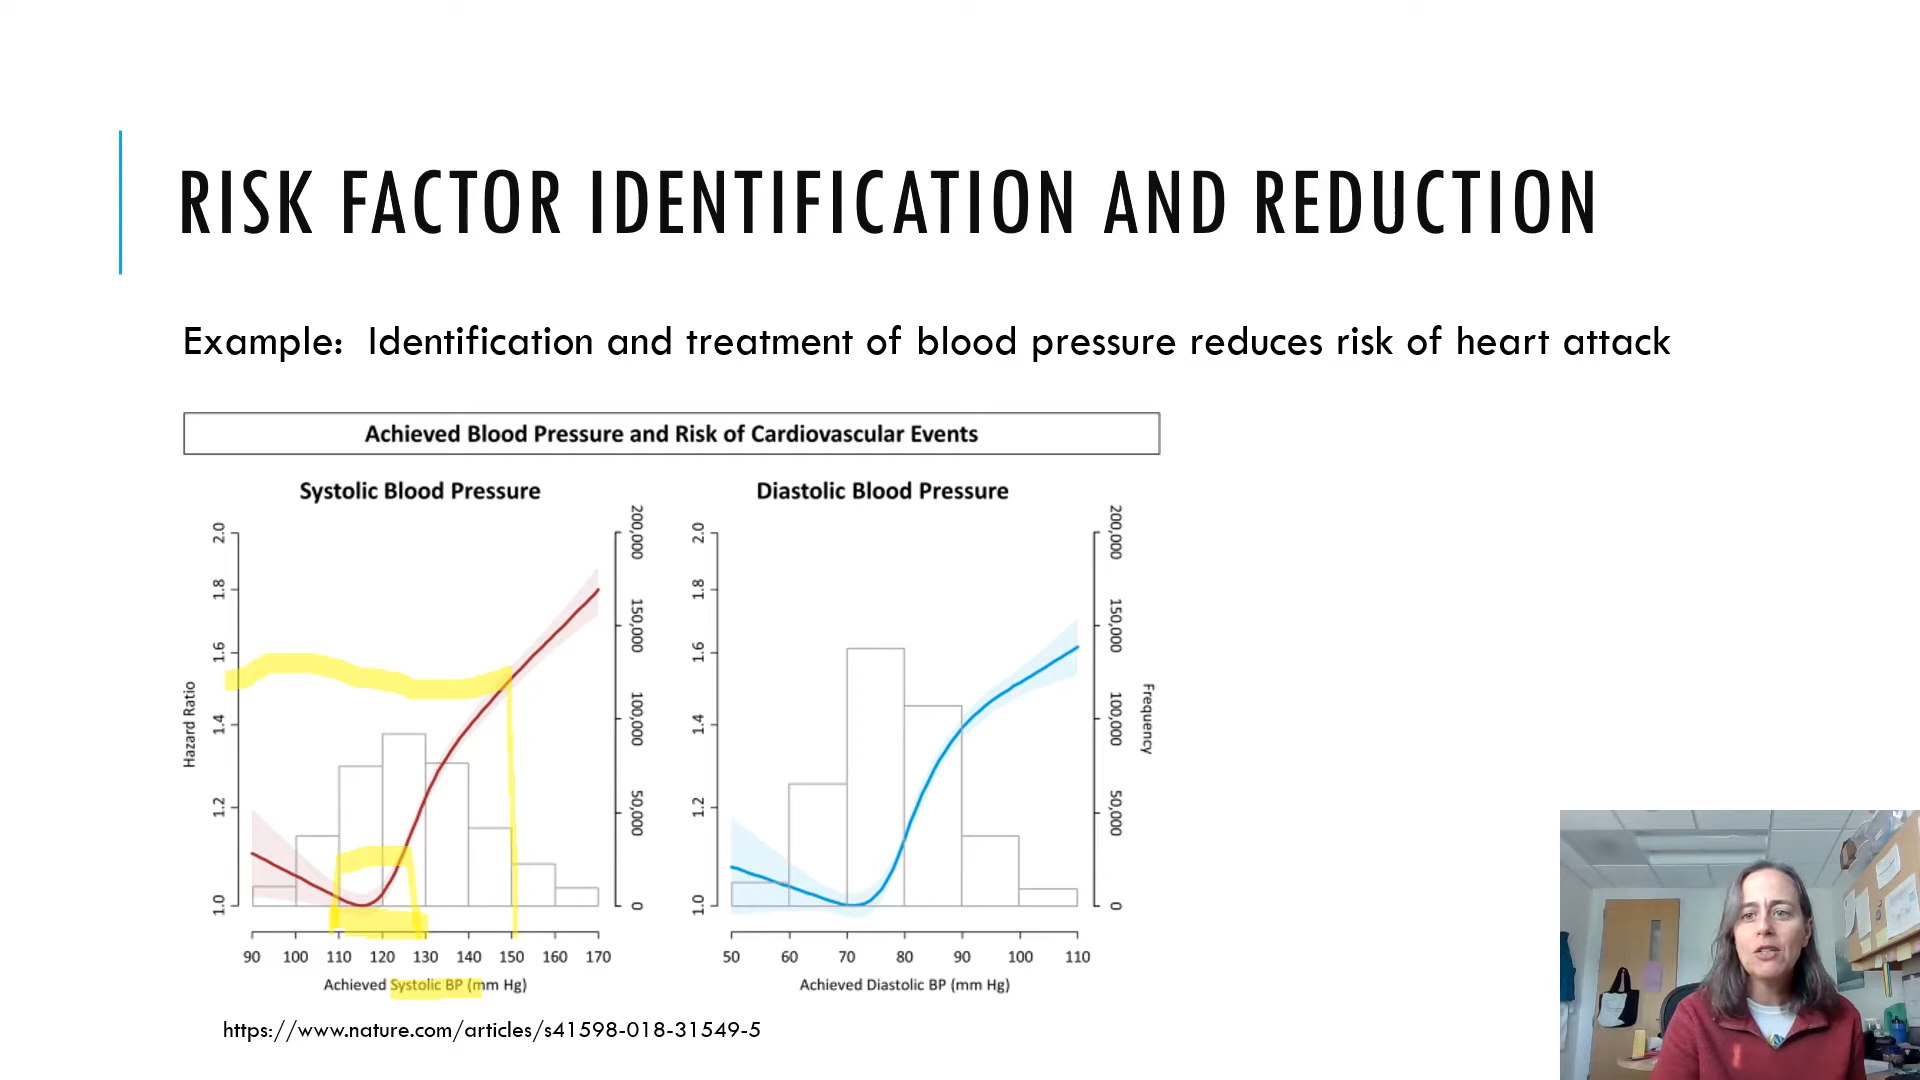 RISK FACTOR IDENTIFICATION AND REDUCTION
Example: Identification and treatment of blood pressure reduces risk of heart attack
Achieved Blood Pressure and Risk of Cardiovascular Events
Systolic Blood Pressure
Hazard Ratio
2.0
1.8
1.6
1.4
1.2
1.0
200,000
150,000
100,000
50,000
0
90 100 110 120 130 140 150 160 170
Achieved Systolic BP (mm Hg)
Diastolic Blood Pressure
2.0
1.8
1.6
1.4
1.2
1.0
200,000
150,000
100,000
50,000
0
Frequency
50 60 70 80 90 100 110
Achieved Diastolic BP (mm Hg)
https://www.nature.com/articles/s41598-018-31549-5